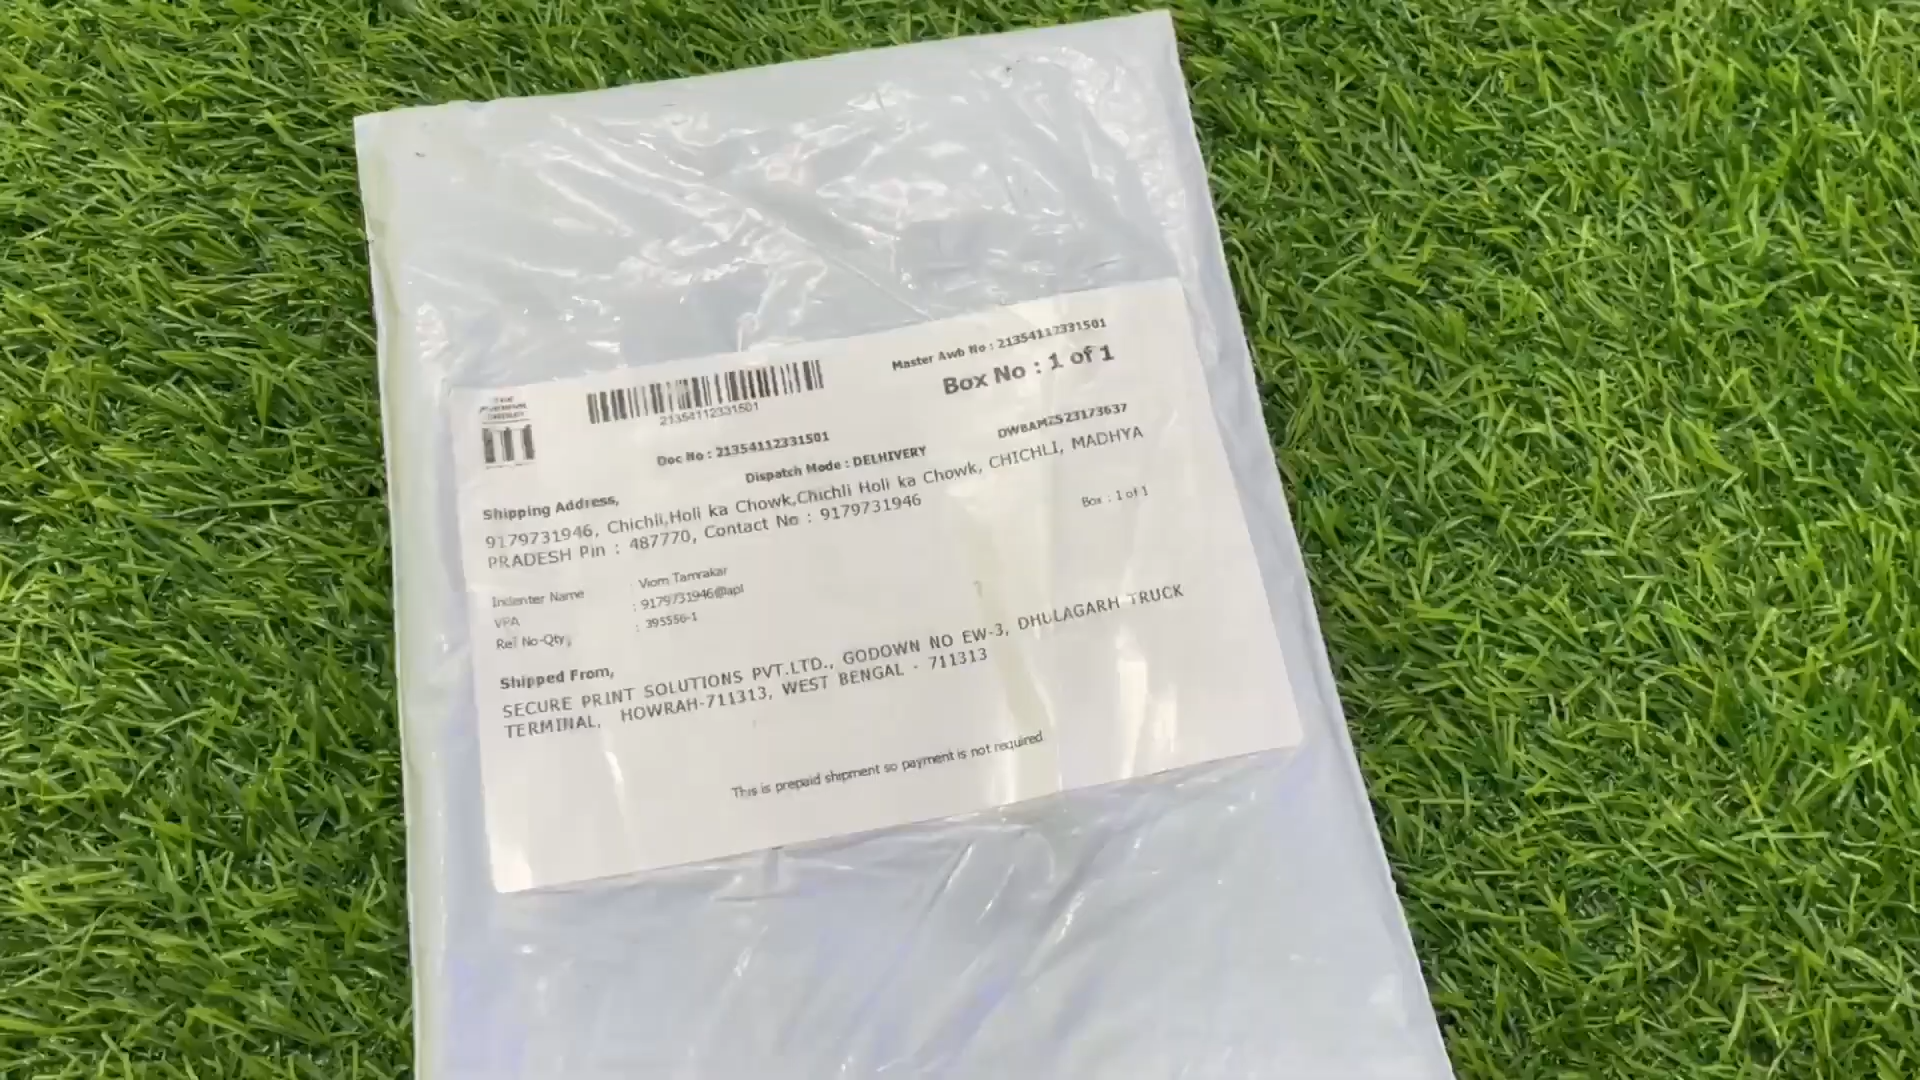 21354112331501
Master Awb No : 21354112331501
Box No : 1 of 1
Doc No : 21354112331501
DWBAMZS23173637
Dispatch Mode : DELHIVERY
Shipping Address,
9179731946, Chichli,Holi ka Chowk,Chichli Holi ka Chowk, CHICHLI, MADHYA
PRADESH Pin : 487770, Contact No : 9179731946
Box : 1 of 1
Indenter Name : Viom Tamrakar
VPA : 9179731946@apl
Ref No-Qty, : 395556-1
Shipped From,
SECURE PRINT SOLUTIONS PVT.LTD., GODOWN NO EW-3, DHULAGARH TRUCK
TERMINAL, HOWRAH-711313, WEST BENGAL - 711313
This is prepaid shipment so payment is not required